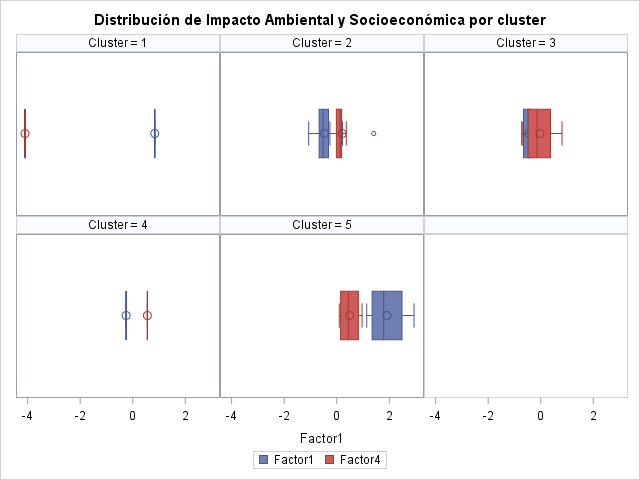 Distribución de Impacto Ambiental y Socioeconómica por cluster
Cluster = 1 Cluster = 2 Cluster = 3
Cluster = 4 Cluster = 5
-4 -2 0 2 -4 -2 0 2 -4 -2 0 2
Factor1
Factor1 Factor4